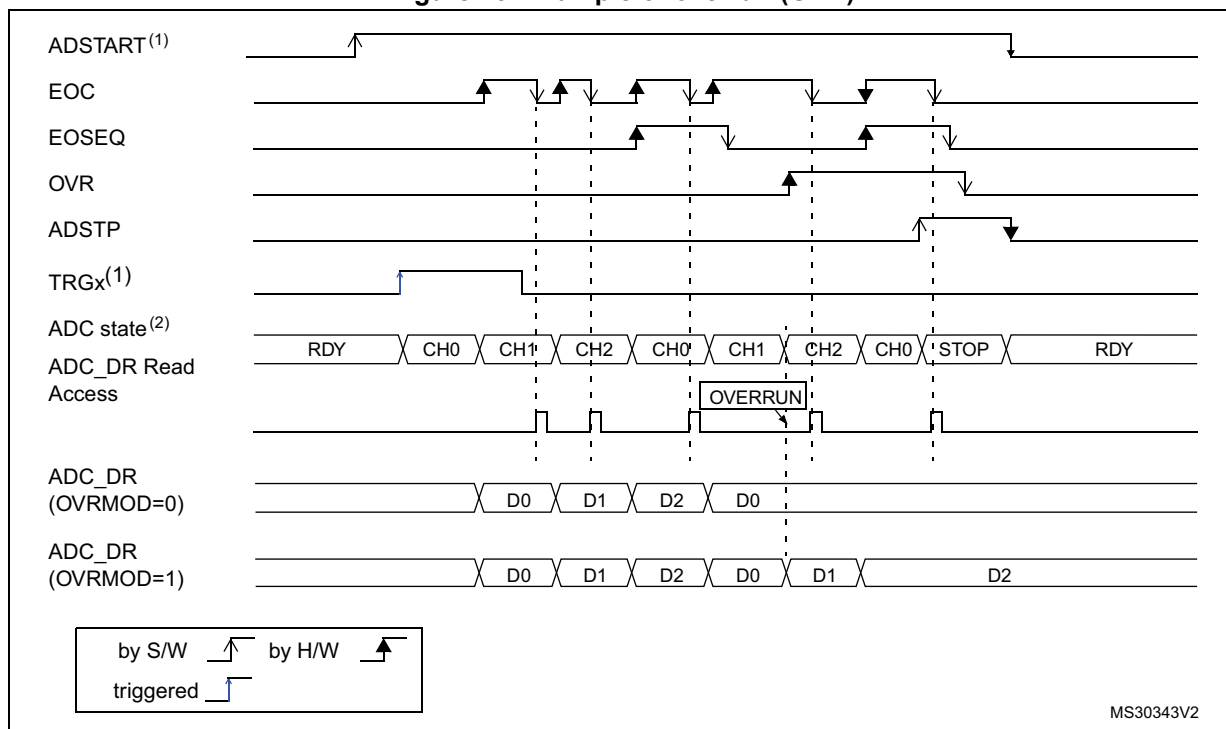 ADSTART(1)
EOC
EOSEQ
OVR
ADSTP
TRGx(1)
ADC state(2)
RDY CH0 CH1 CH2 CH0 CH1 CH2 CH0 STOP RDY
ADC_DR Read
Access
OVERRUN
ADC_DR
(OVRMOD=0)
D0 D1 D2 D0
ADC_DR
(OVRMOD=1)
D0 D1 D2 D0 D1 D2
by S/W by H/W
triggered
MS30343V2